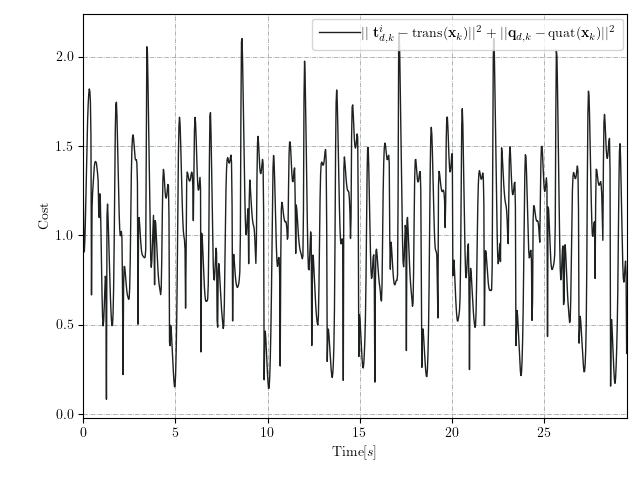 || t^i_{d,k} − trans(x_k)||^2 + ||q_{d,k} − quat(x_k)||^2
2.0
1.5
1.0
0.5
0.0
Cost
0 5 10 15 20 25
Time[s]